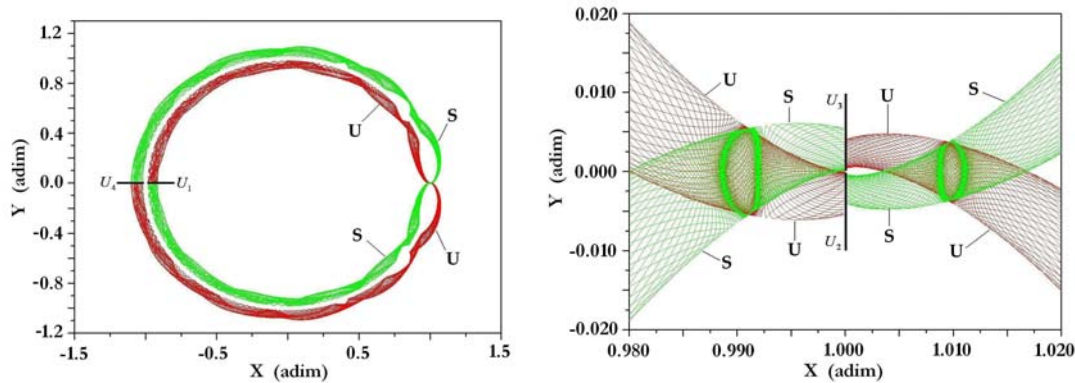 1.2
0.8
0.4
0.0
-0.4
-0.8
-1.2
Y (adim)
-1.5
-0.5
0.5
1.5
X (adim)
U
S
U₄
U₁
S
U
0.020
0.010
0.000
-0.010
-0.020
Y (adim)
0.980
0.990
1.000
1.010
1.020
X (adim)
U
S
U₃
U
S
S
U
U₂
S
U